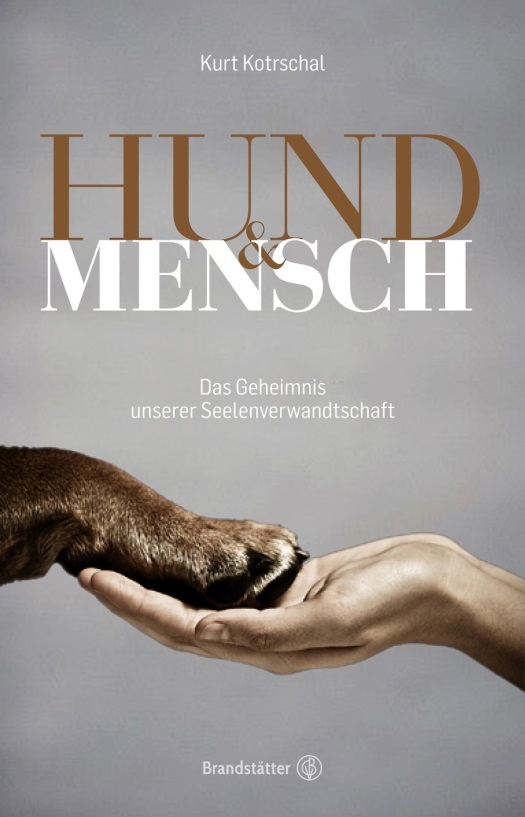 Kurt Kotrschal
HUND
&
MENSCH
Das Geheimnis
unserer Seelenverwandtschaft
Brandstätter